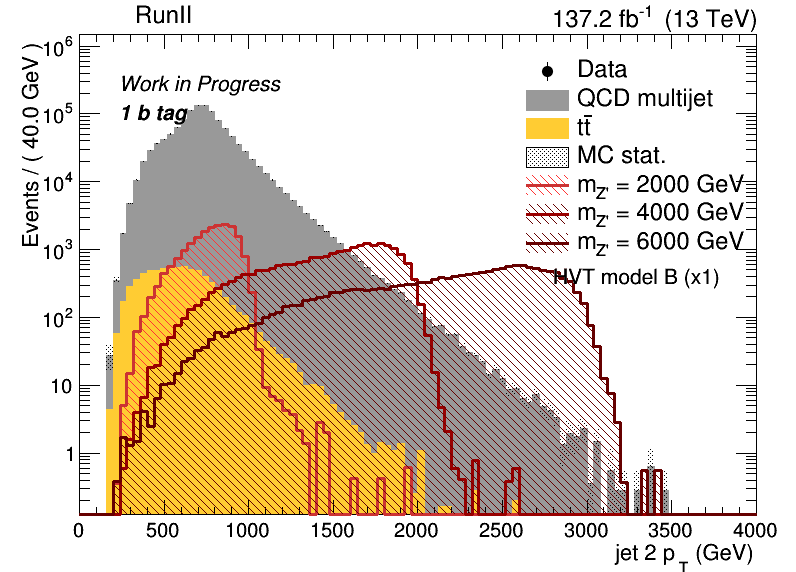 RunII 137.2 fb⁻¹ (13 TeV)
Work in Progress
1 b tag
Data
QCD multijet
tt̄
MC stat.
m_Z' = 2000 GeV
m_Z' = 4000 GeV
m_Z' = 6000 GeV
HVT model B (x1)
Events / ( 40.0 GeV )
10⁶
10⁵
10⁴
10³
10²
10
1
0 500 1000 1500 2000 2500 3000 3500 4000
jet 2 p_T (GeV)